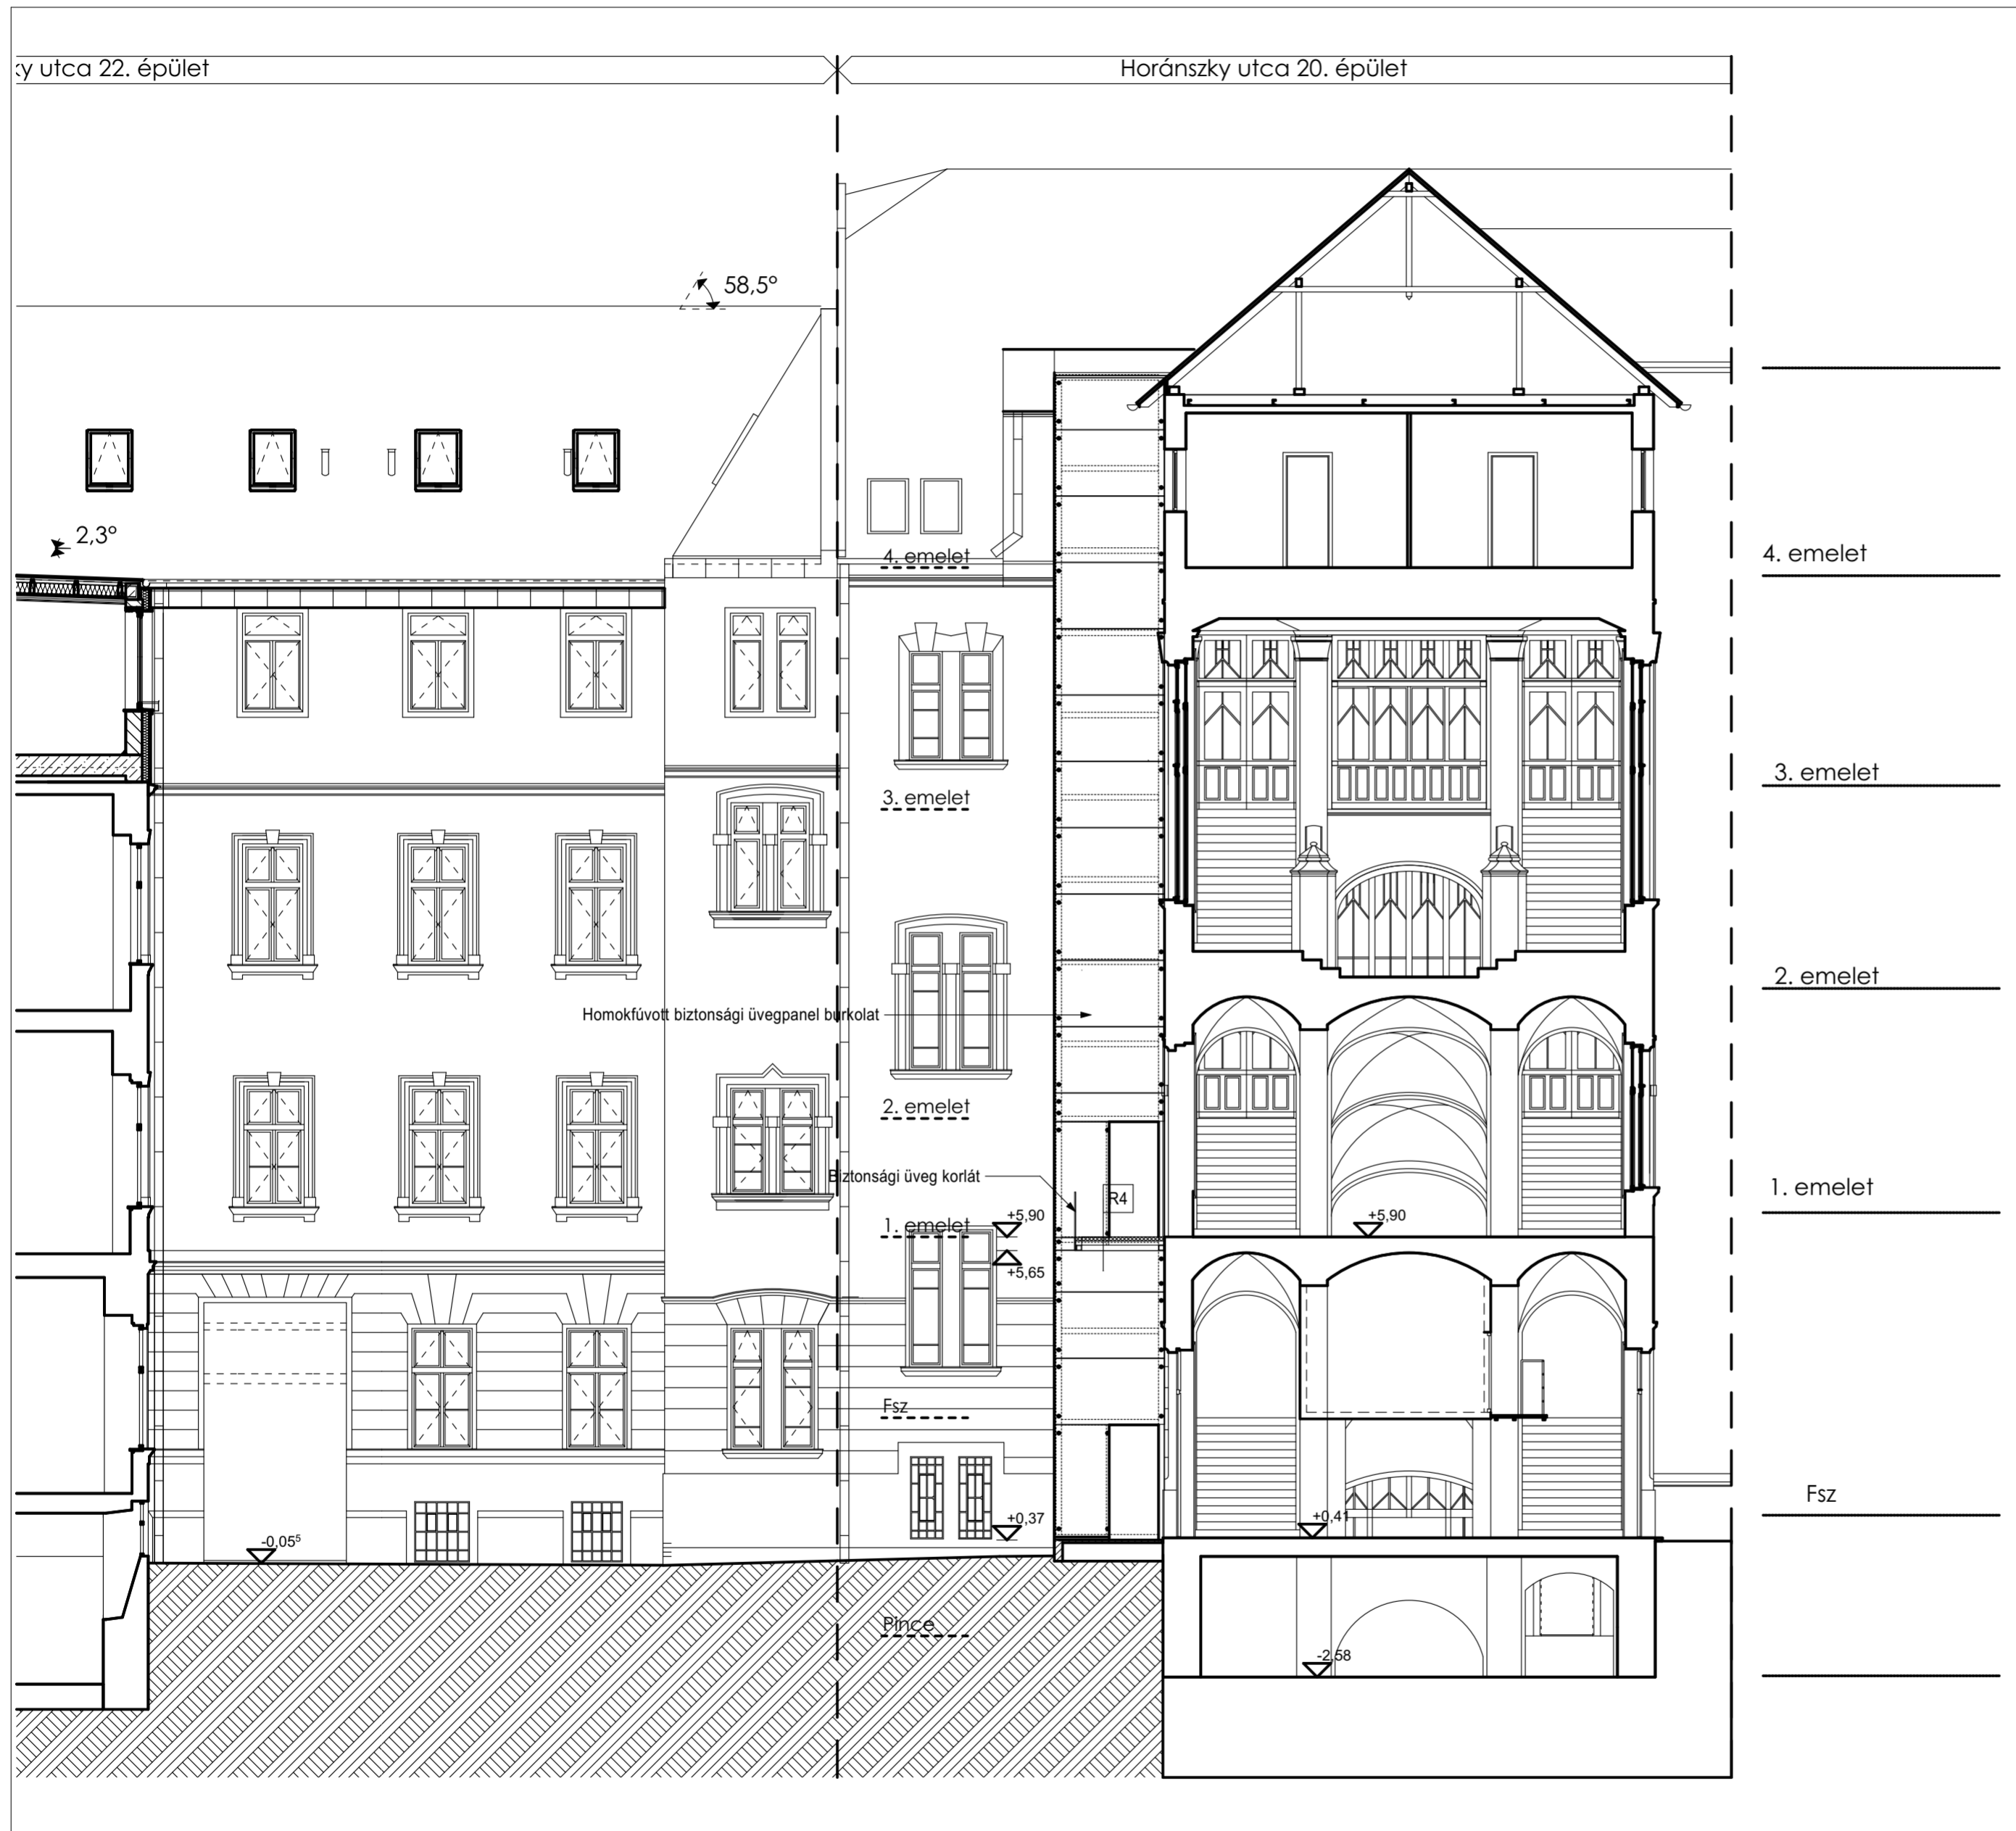 y utca 22. épület
Horánszky utca 20. épület
58,5°
2,3°
4. emelet
4. emelet
3. emelet
3. emelet
2. emelet
Homokfúvott biztonsági üvegpanel burkolat
2. emelet
Biztonsági üveg korlát
R4
1. emelet
+5,90
+5,90
1. emelet
+5,65
Fsz
Fsz
+0,37
+0,41
-0,05⁵
Pince
-2,58